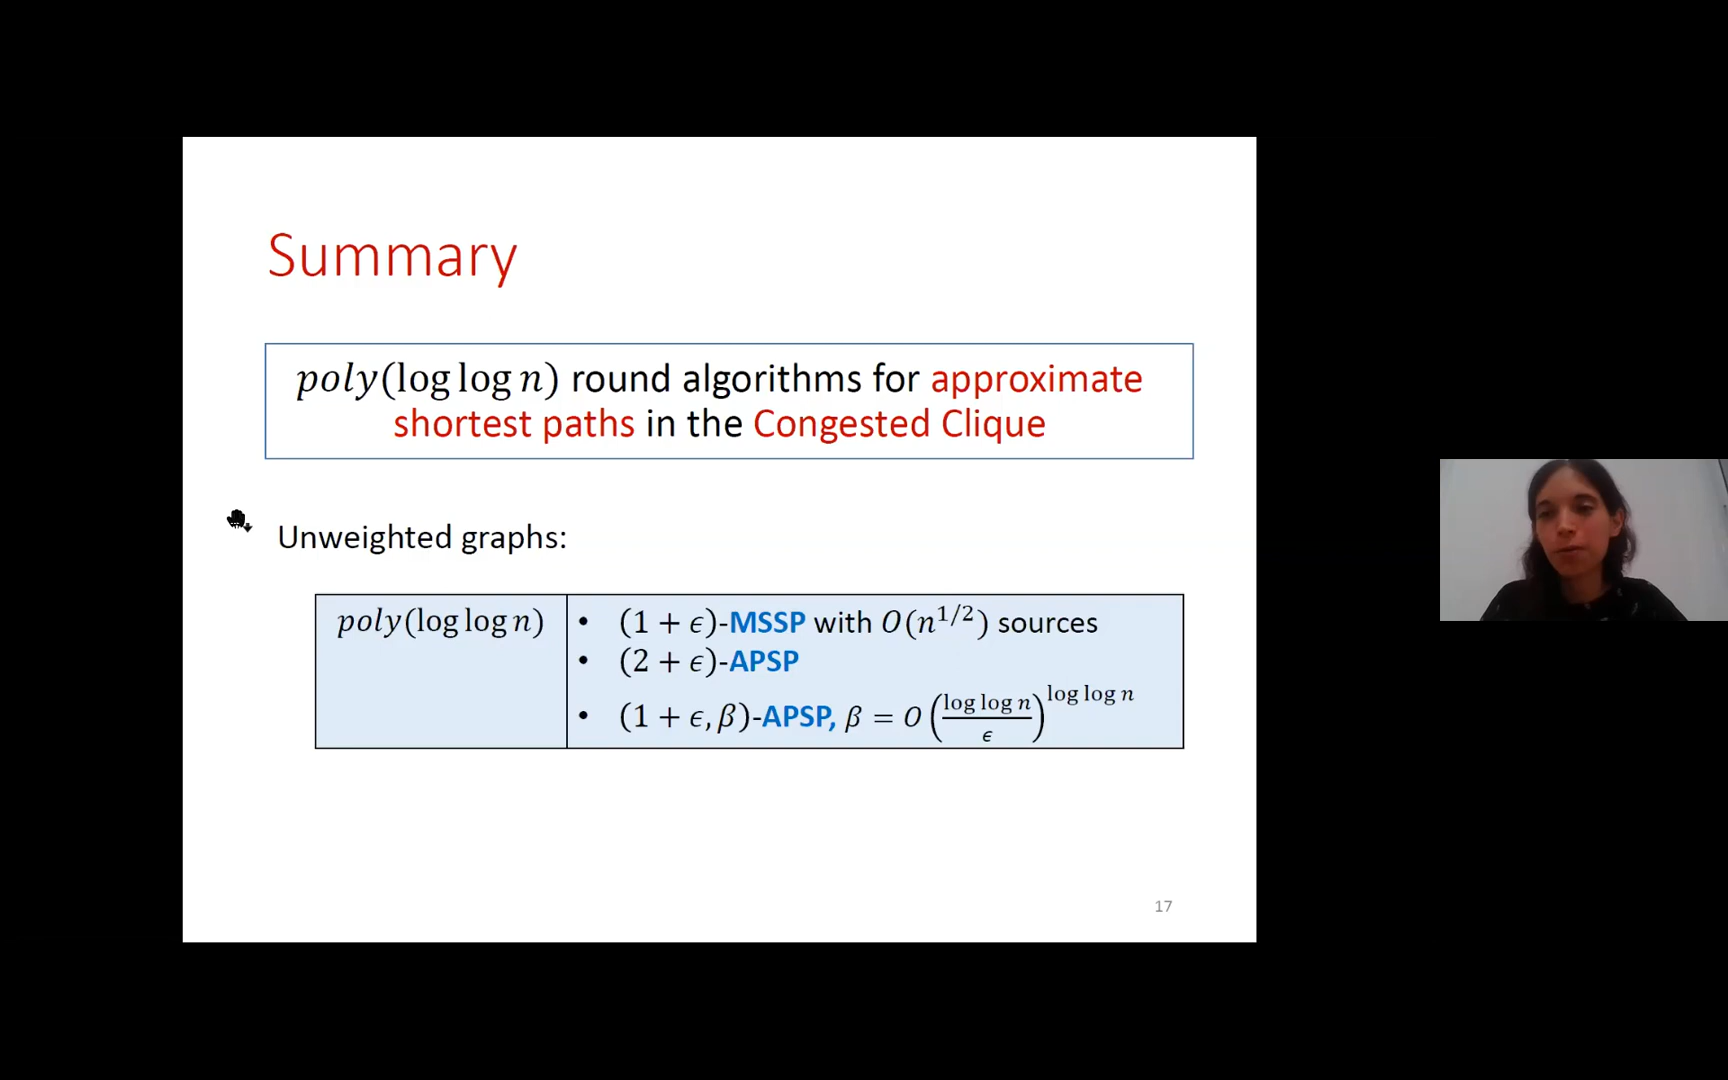 Summary
poly(log log n) round algorithms for approximate
shortest paths in the Congested Clique
Unweighted graphs:
poly(log log n)
• (1 + ϵ)-MSSP with O(n^{1/2}) sources
• (2 + ϵ)-APSP
• (1 + ϵ, β)-APSP, β = O(\frac{log log n}{ϵ})^{log log n}
17